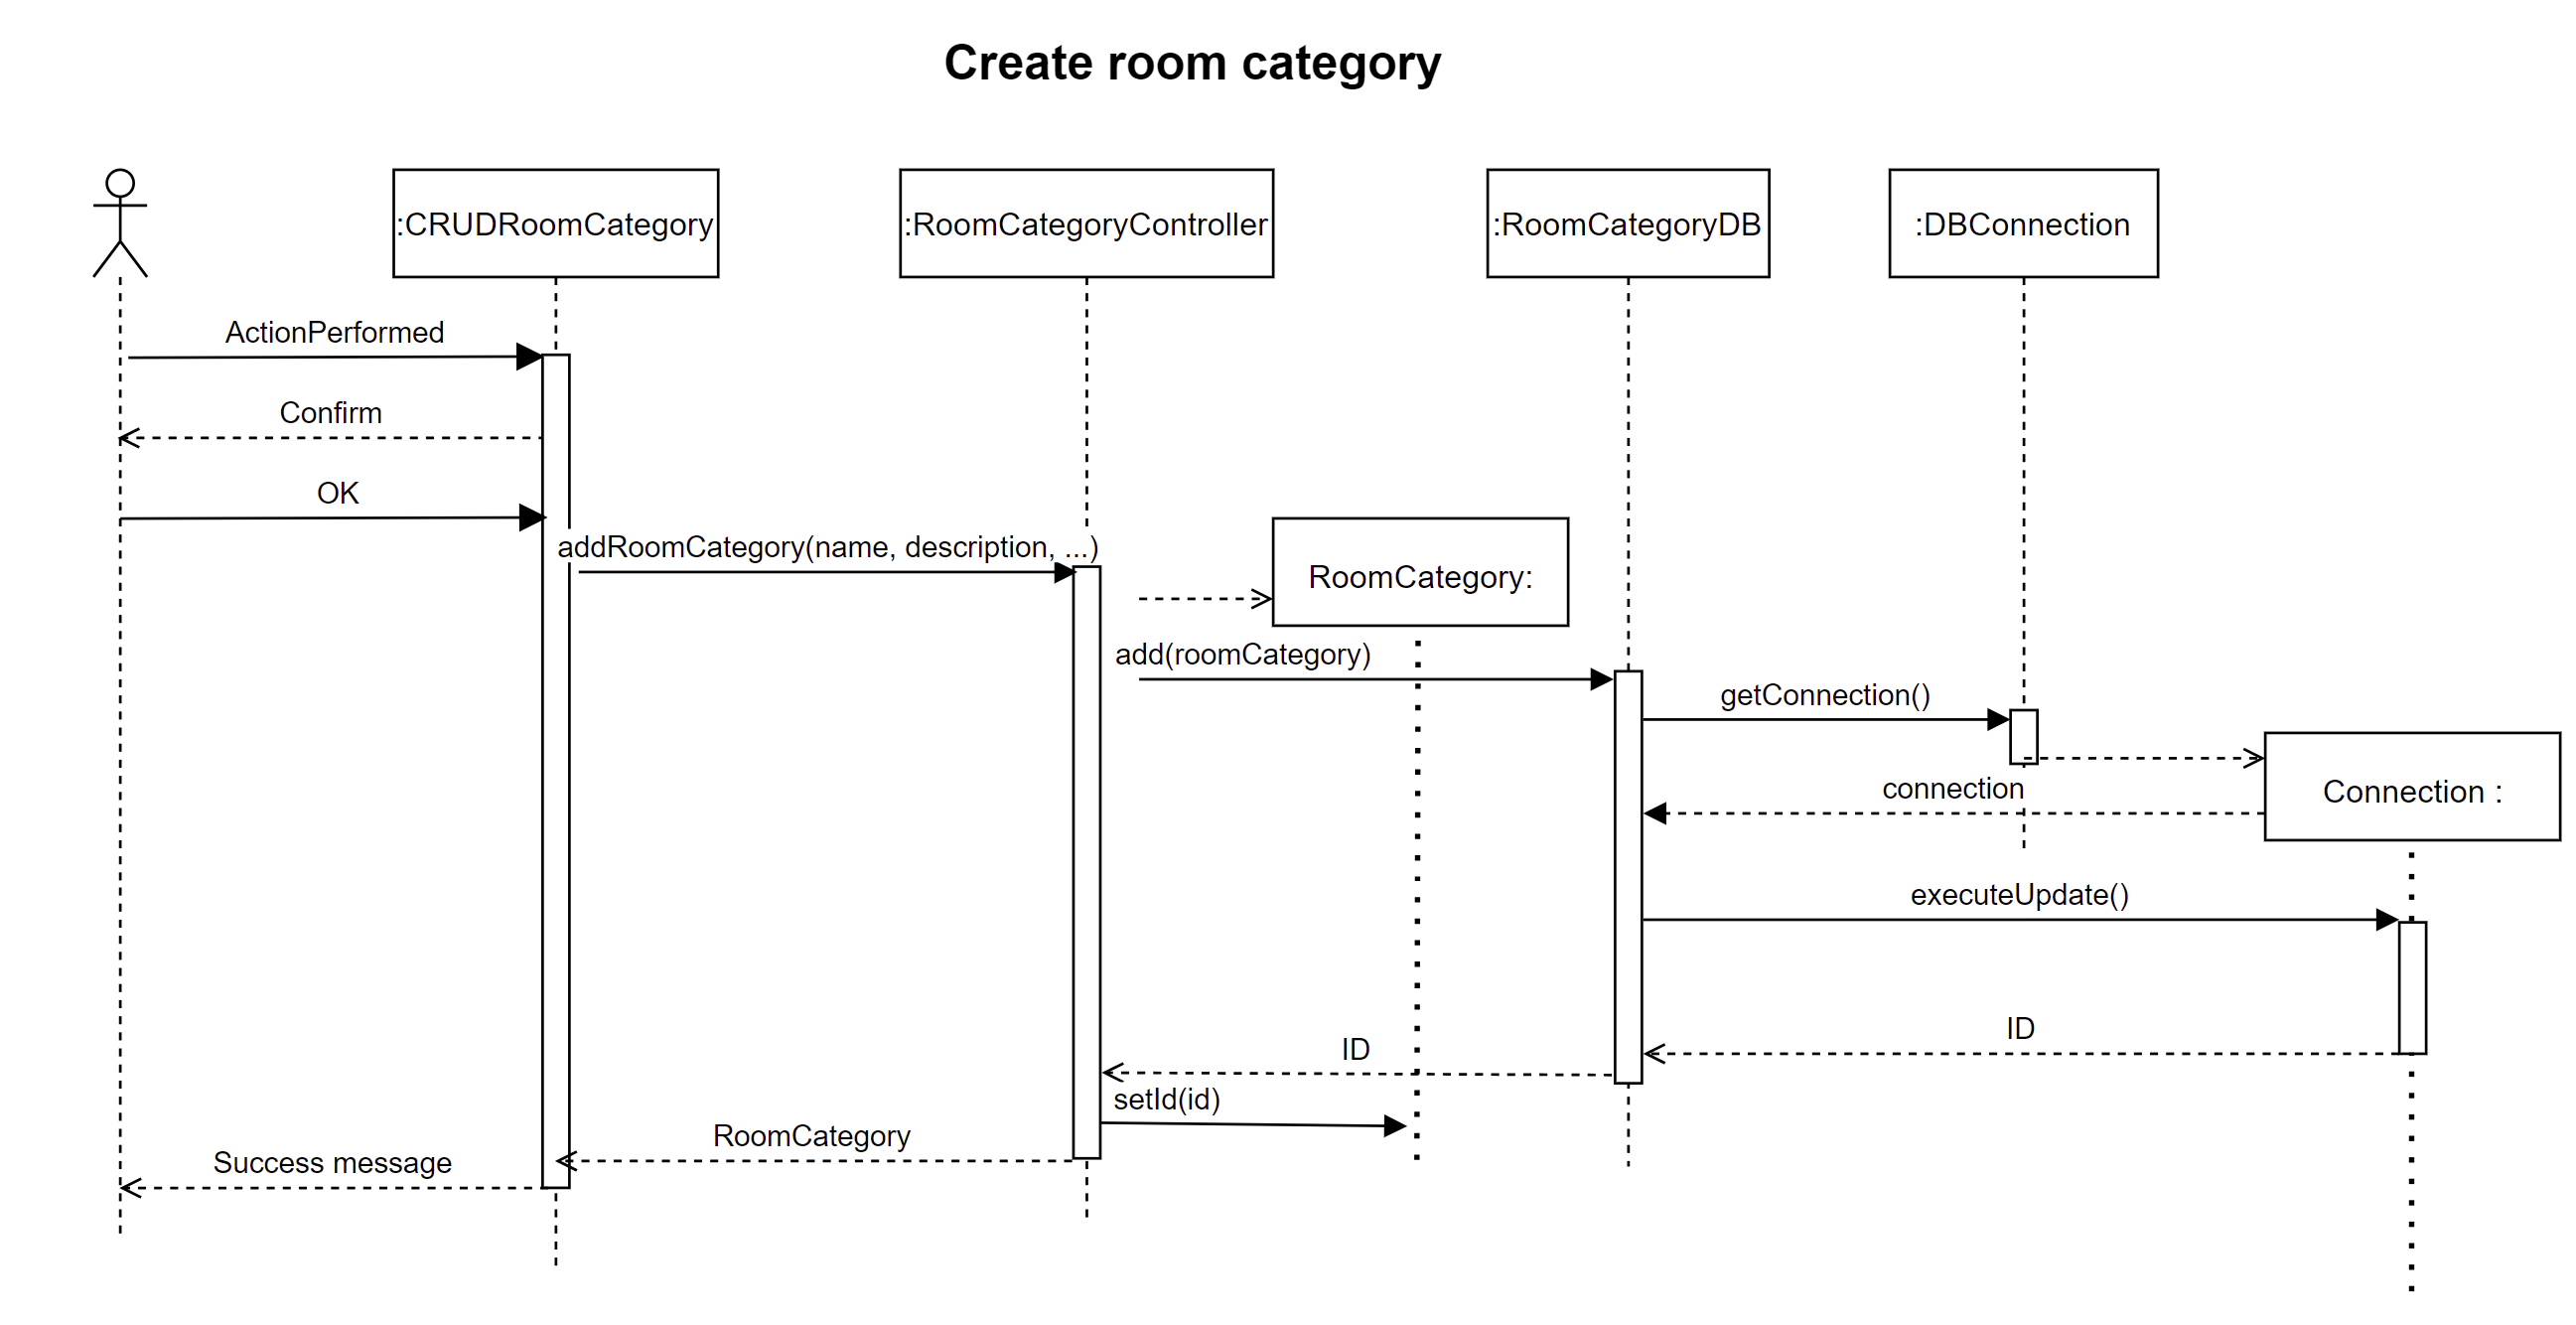 Create room category
:CRUDRoomCategory
:RoomCategoryController
:RoomCategoryDB
:DBConnection
ActionPerformed
Confirm
OK
addRoomCategory(name, description, ...)
RoomCategory:
add(roomCategory)
getConnection()
connection
Connection :
executeUpdate()
ID
ID
setId(id)
RoomCategory
Success message